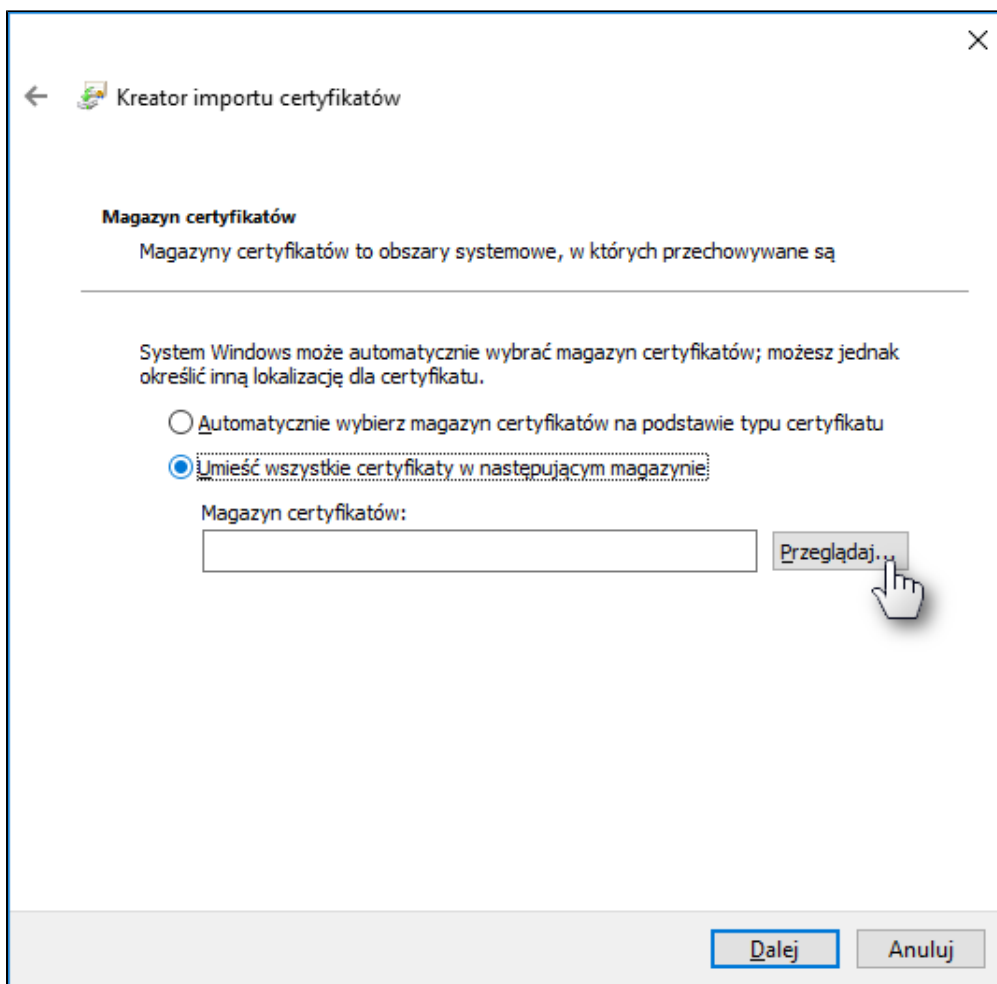 Kreator importu certyfikatów
Magazyn certyfikatów
Magazyny certyfikatów to obszary systemowe, w których przechowywane są
System Windows może automatycznie wybrać magazyn certyfikatów; możesz jednak
określić inną lokalizację dla certyfikatu.
Automatycznie wybierz magazyn certyfikatów na podstawie typu certyfikatu
Umieść wszystkie certyfikaty w następującym magazynie
Magazyn certyfikatów:
Przeglądaj...
Dalej
Anuluj